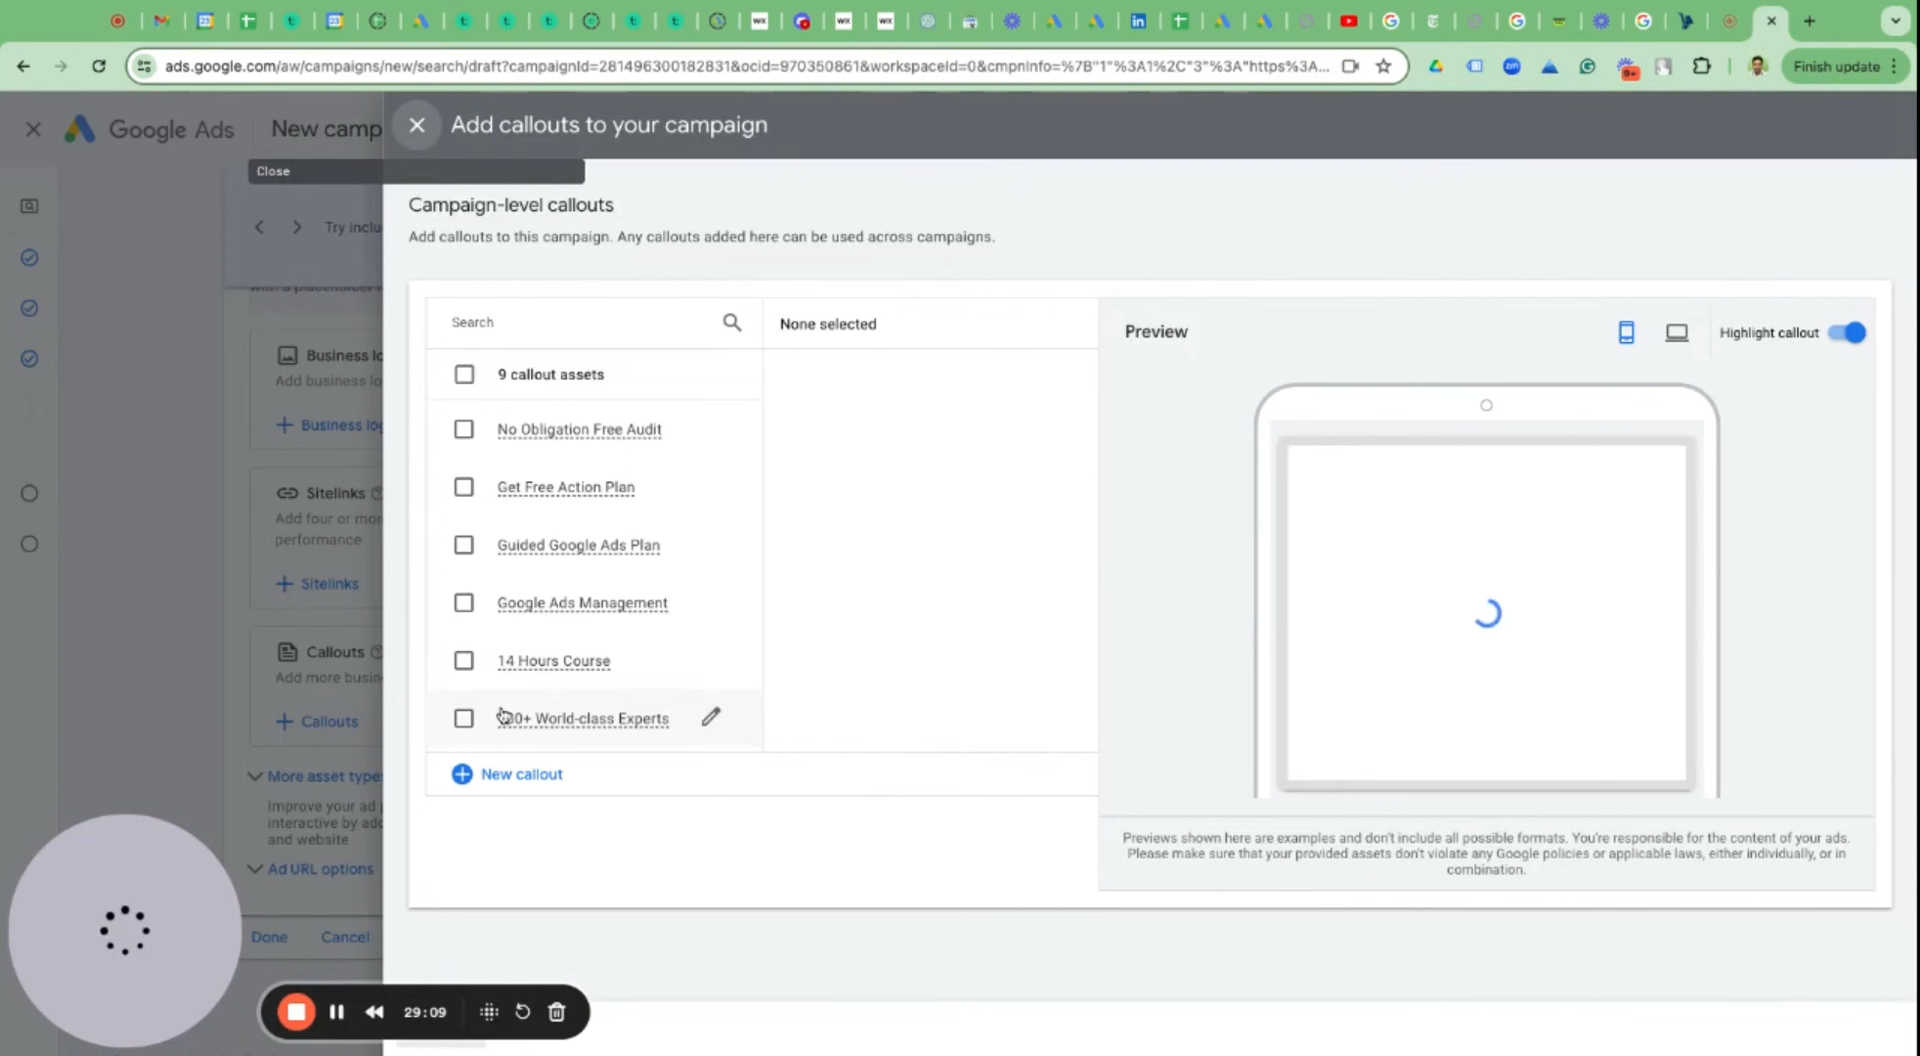 Finish update
ads.google.com/aw/campaigns/new/search/draft?campaignId=281496300182831&ocid=970350861&workspaceId=0&cmpnInfo=%7B"1"%3A1%2C"3"%3A"https%3A...
9+
Google Ads
New camp
Add callouts to your campaign
Close
Campaign-level callouts
Try inclu
Add callouts to this campaign. Any callouts added here can be used across campaigns.
Search
None selected
Preview
Highlight callout
Business lo
Add business lo
9 callout assets
Business log
No Obligation Free Audit
Get Free Action Plan
Sitelinks
Add four or mor
performance
Guided Google Ads Plan
Sitelinks
Google Ads Management
Callouts
Add more busin
14 Hours Course
Callouts
0+ World-class Experts
New callout
More asset type
Improve your ad p
interactive by add
and website
Ad URL options
Previews shown here are examples and don't include all possible formats. You're responsible for the content of your ads.
Please make sure that your provided assets don't violate any Google policies or applicable laws, either individually, or in
combination.
Done
Cancel
29:09